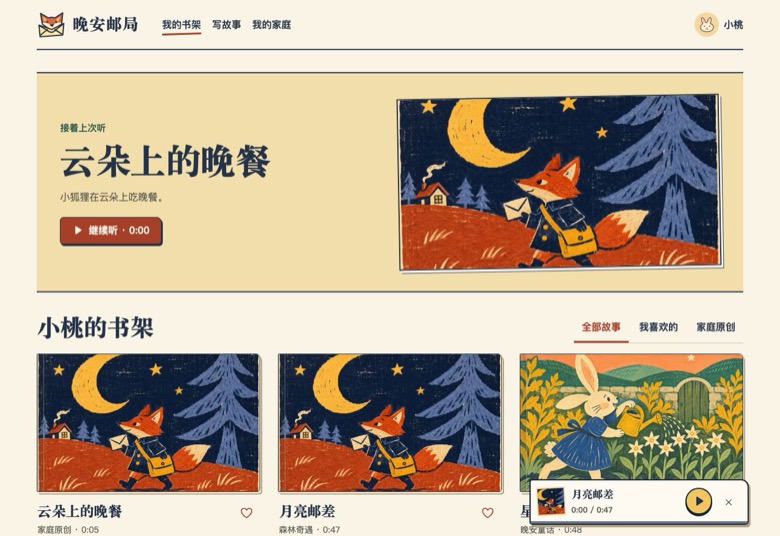 晚安邮局
我的书架 写故事 我的家庭
小桃
接着上次听
云朵上的晚餐
小狐狸在云朵上吃晚餐。
继续听 · 0:00
小桃的书架
全部故事 我喜欢的 家庭原创
云朵上的晚餐
家庭原创 · 0:05
月亮邮差
森林奇遇 · 0:47
星
晚安童话 · 0:48
月亮邮差
0:00 / 0:47